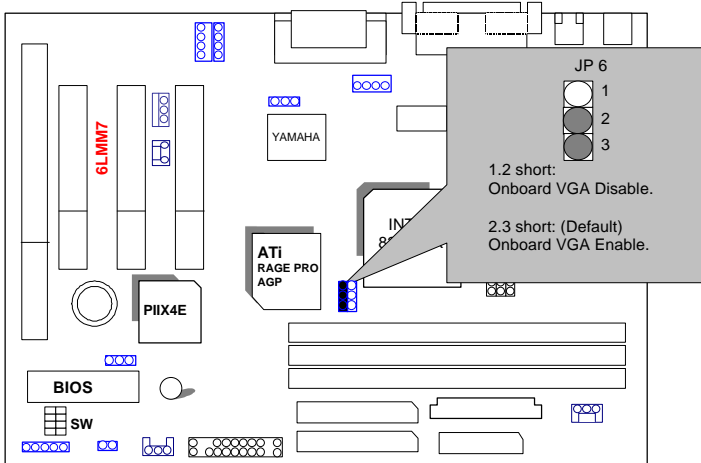 JP 6
1
2
3
1.2 short:
Onboard VGA Disable.
2.3 short: (Default)
Onboard VGA Enable.
6LMM7
YAMAHA
ATi
RAGE PRO
AGP
PIIX4E
BIOS
SW